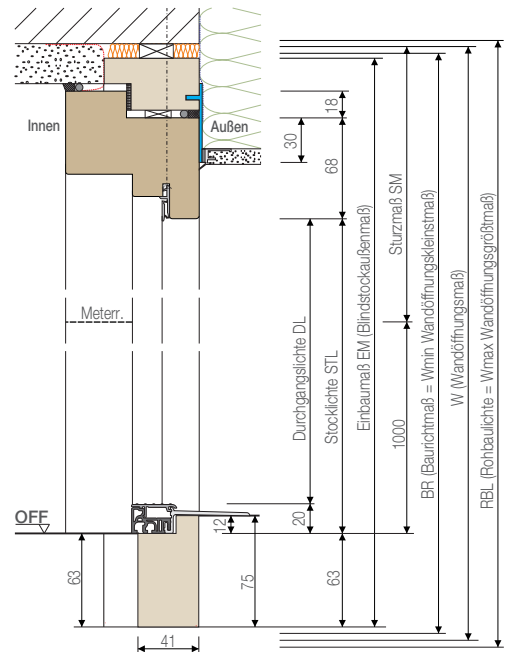 18
Innen
Außen
30
68
Sturzmaß SM
Meterr.
Durchgangslichte DL
Stocklichte STL
Einbaumaß EM (Blindstockaußenmaß)
1000
BR (Baurichtmaß = Wmin Wandöffnungskleinstmaß)
W (Wandöffnungsmaß)
RBL (Rohbaulichte = Wmax Wandöffnungsgrößtmaß)
OFF
12
20
63
75
63
41